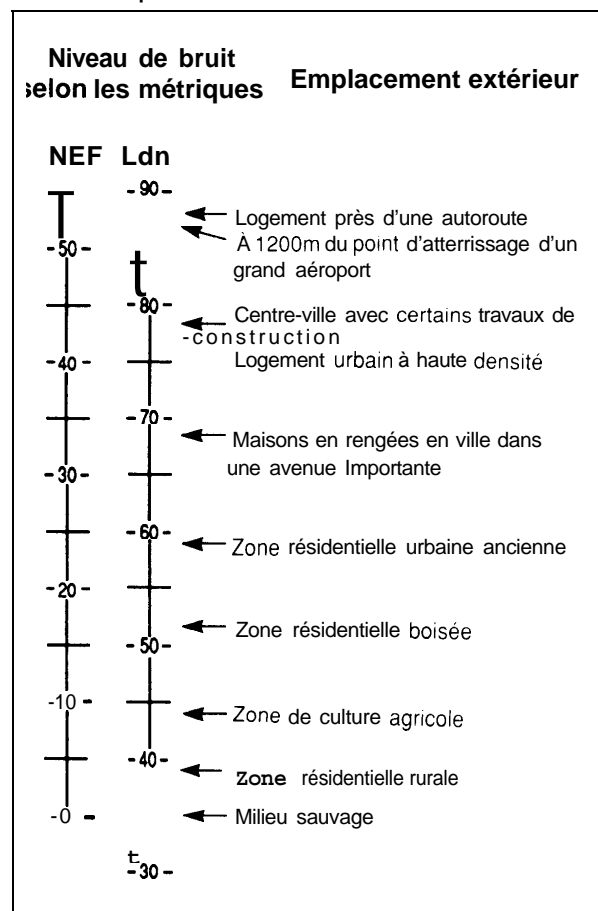 Niveau de bruit
selon les métriques
Emplacement extérieur
NEF Ldn
-90-
Logement près d'une autoroute
À 1200m du point d'atterrissage d'un
grand aéroport
-50-
t
-80-
Centre-ville avec certains travaux de
-construction
Logement urbain à haute densité
-40-
-70-
Maisons en rengées en ville dans
une avenue Importante
-30-
-60-
Zone résidentielle urbaine ancienne
-20-
Zone résidentielle boisée
-50-
-10-
Zone de culture agricole
-40-
Zone résidentielle rurale
-0-
Milieu sauvage
t
-30-